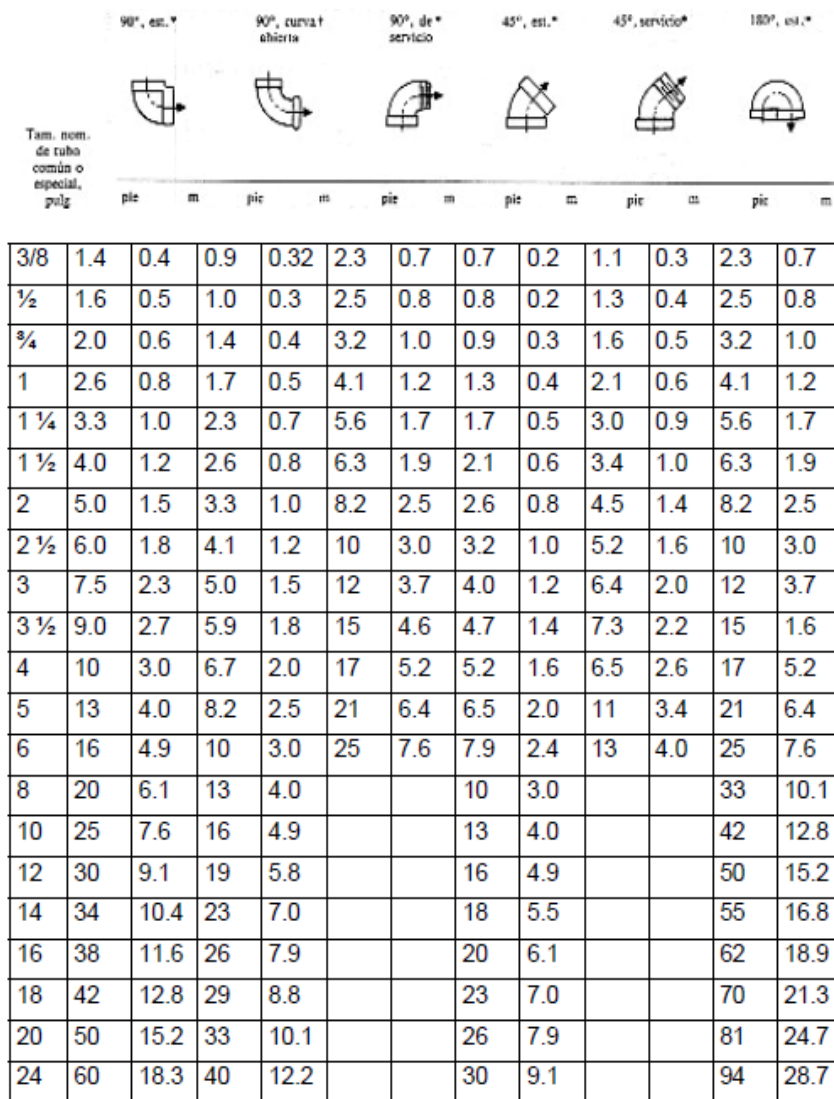 90°, est.*
90°, curva†
abierta
90°, de*
servicio
45°, est.*
45°, servicio*
180°, est.*
Tam. nom.
de tubo
común o
especial,
pulg
pie m pie m pie m pie m pie m pie m
3/8 1.4 0.4 0.9 0.32 2.3 0.7 0.7 0.2 1.1 0.3 2.3 0.7
½ 1.6 0.5 1.0 0.3 2.5 0.8 0.8 0.2 1.3 0.4 2.5 0.8
¾ 2.0 0.6 1.4 0.4 3.2 1.0 0.9 0.3 1.6 0.5 3.2 1.0
1 2.6 0.8 1.7 0.5 4.1 1.2 1.3 0.4 2.1 0.6 4.1 1.2
1 ¼ 3.3 1.0 2.3 0.7 5.6 1.7 1.7 0.5 3.0 0.9 5.6 1.7
1 ½ 4.0 1.2 2.6 0.8 6.3 1.9 2.1 0.6 3.4 1.0 6.3 1.9
2 5.0 1.5 3.3 1.0 8.2 2.5 2.6 0.8 4.5 1.4 8.2 2.5
2 ½ 6.0 1.8 4.1 1.2 10 3.0 3.2 1.0 5.2 1.6 10 3.0
3 7.5 2.3 5.0 1.5 12 3.7 4.0 1.2 6.4 2.0 12 3.7
3 ½ 9.0 2.7 5.9 1.8 15 4.6 4.7 1.4 7.3 2.2 15 1.6
4 10 3.0 6.7 2.0 17 5.2 5.2 1.6 6.5 2.6 17 5.2
5 13 4.0 8.2 2.5 21 6.4 6.5 2.0 11 3.4 21 6.4
6 16 4.9 10 3.0 25 7.6 7.9 2.4 13 4.0 25 7.6
8 20 6.1 13 4.0 10 3.0 33 10.1
10 25 7.6 16 4.9 13 4.0 42 12.8
12 30 9.1 19 5.8 16 4.9 50 15.2
14 34 10.4 23 7.0 18 5.5 55 16.8
16 38 11.6 26 7.9 20 6.1 62 18.9
18 42 12.8 29 8.8 23 7.0 70 21.3
20 50 15.2 33 10.1 26 7.9 81 24.7
24 60 18.3 40 12.2 30 9.1 94 28.7